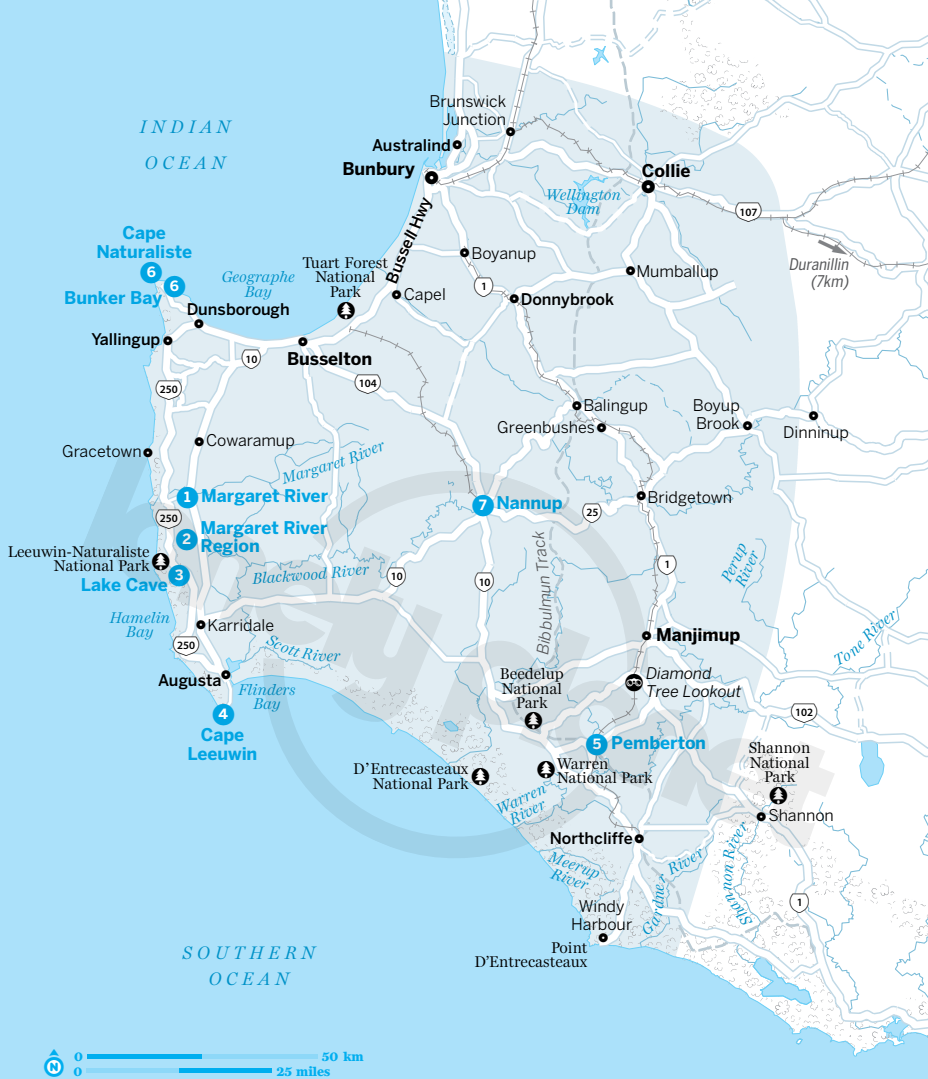 INDIAN
OCEAN
Brunswick
Junction
Australind
Bunbury
Collie
Wellington
Dam
107
Duranillin
(7km)
Cape
Naturaliste
6
6
Bunker Bay
Geographe
Bay
Tuart Forest
National
Park
Bussell Hwy
Boyanup
Capel
1
Mumballup
Donnybrook
Dunsborough
Yallingup
10
Busselton
250
104
Balingup
Greenbushes
Boyup
Brook
Dinninup
Gracetown
Cowaramup
Margaret River
1 Margaret River
7 Nannup
Bridgetown
25
250
2 Margaret River
Region
Leeuwin-Naturaliste
National Park
3
Lake Cave
Blackwood River
10
10
Bibbulmun Track
1
Perup
River
Hamelin
Bay
Karridale
250
Scott River
Manjimup
Tone River
Augusta
Flinders
Bay
Beedelup
National
Park
Diamond
Tree Lookout
4
Cape
Leeuwin
102
5 Pemberton
D'Entrecasteaux
National Park
Warren
National Park
Shannon
National
Park
Warren
River
Shannon
Northcliffe
Meerup
River
Gardner River
Shannon River
1
Windy
Harbour
Point
D'Entrecasteaux
SOUTHERN
OCEAN
N
0 50 km
0 25 miles